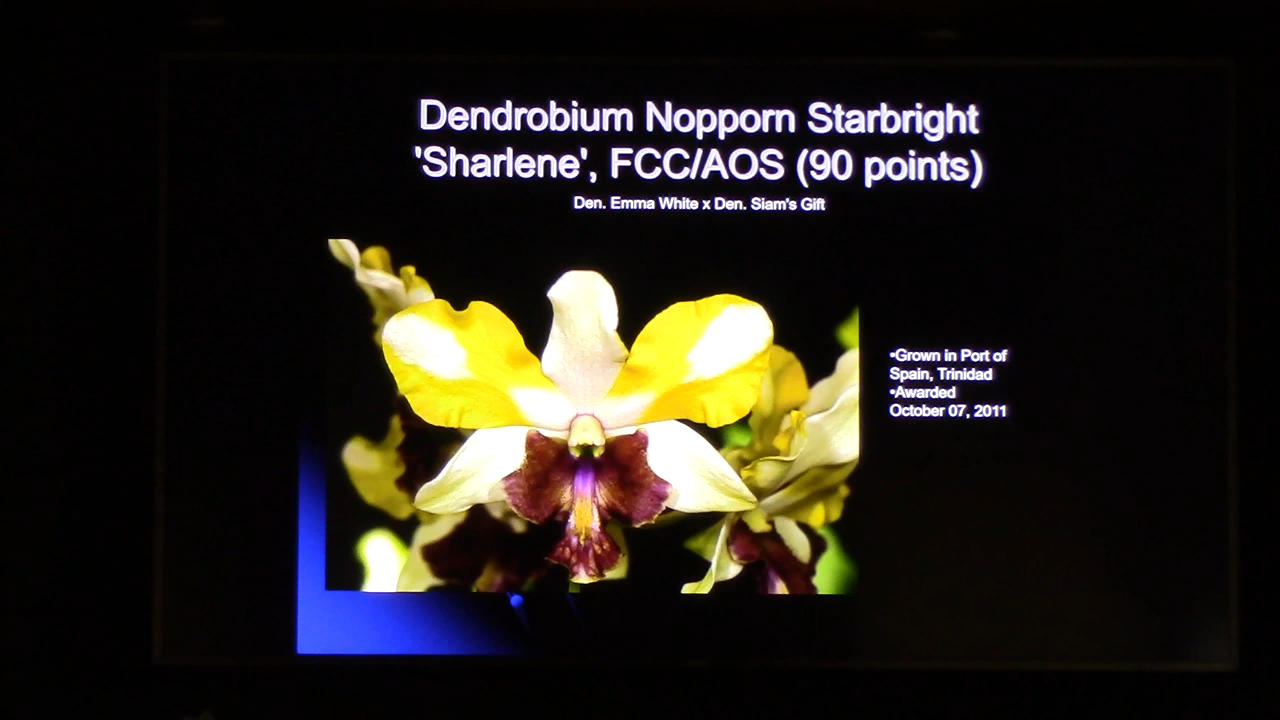 Dendrobium Nopporn Starbright
'Sharlene', FCC/AOS (90 points)
Den. Emma White x Den. Siam's Gift
•Grown in Port of
Spain, Trinidad
•Awarded
October 07, 2011